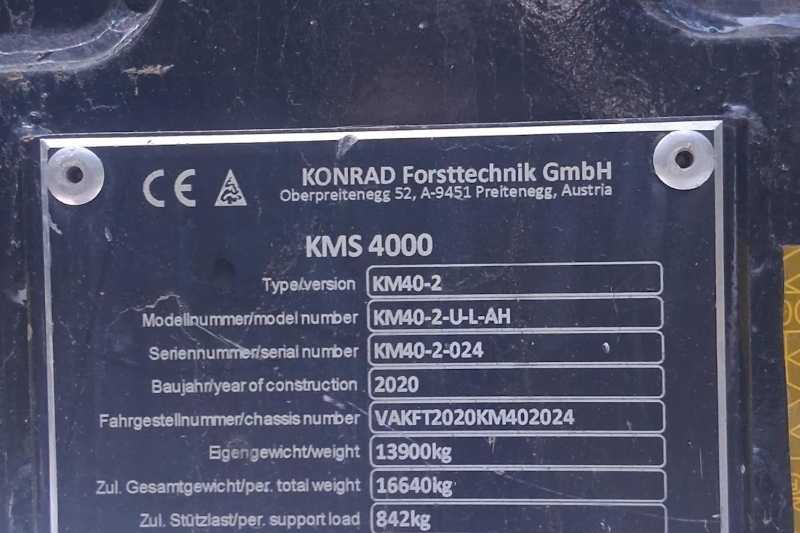 CE
KONRAD Forsttechnik GmbH
Oberpreitenegg 52, A-9451 Preitenegg, Austria
KMS 4000
Type/version KM40-2
Modellnummer/model number KM40-2-U-L-AH
Seriennummer/serial number KM40-2-024
Baujahr/year of construction 2020
Fahrgestellnummer/chassis number VAKFT2020KM402024
Eigengewicht/weight 13900kg
Zul. Gesamtgewicht/per. total weight 16640kg
Zul. Stützlast/per. support load 842kg